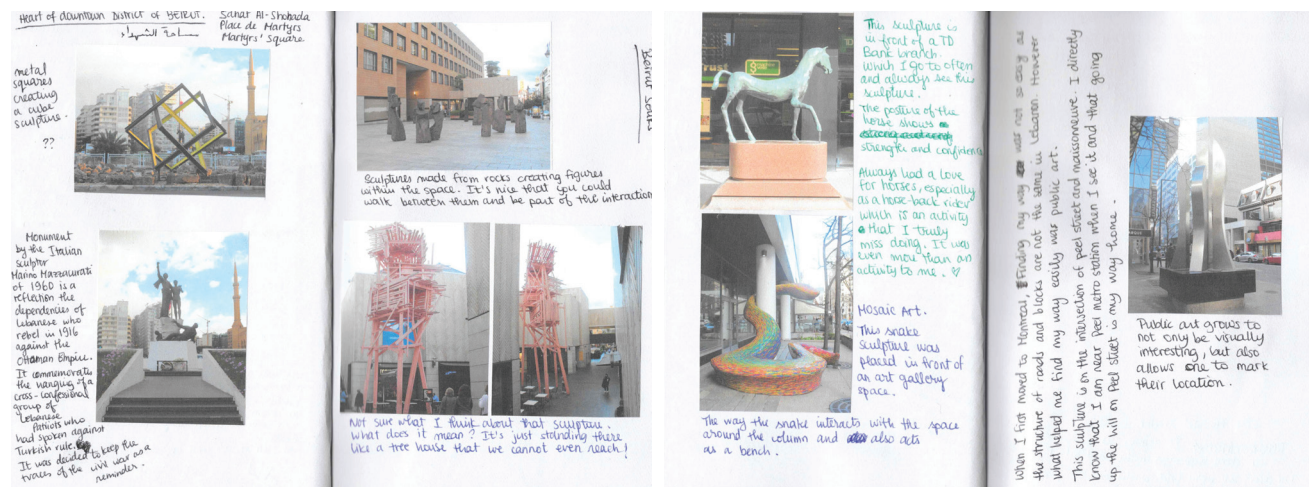 Heart of downtown District of BEIRUT.
Sahat Al-Shohada
Place de Martyrs
Martyrs' Square
ساحة الشهداء
metal
squares
creating
a cube
sculpture.
??
Monument
by the Italian
sculptor
Marino Mazzacurati
of 1960 is a
reflection the
dependencies of
Lebanese who
rebel in 1916
against the
Ottoman Empire.
It commemorates
the hanging of a
cross-confessional
group of
Lebanese
Patriots who
had spoken against
Turkish rule.
It was decided to keep the
traces of the civil war as a
reminder.
Beirut Souks
Sculptures made from rocks creating figures
within the space. It's nice that you could
walk between them and be part of the interaction
Not sure what I think about that sculpture.
What does it mean? It's just standing there
like a tree house that we cannot even reach!
This sculpture is
in front of a TD
Bank branch.
Which I go to often
and always see this
sculpture.
The posture of the
horse shows
strength and confidence
Always had a love
for horses, especially
as a horse-back rider
which is an activity
that I truly
miss doing. It was
even more than an
activity to me.
Trust
Mosaic Art.
This snake
sculpture was
placed in front of
an art gallery
space.
The way the snake interacts with the space
around the column and also acts
as a bench.
When I first moved to Montreal, Finding my way was not so easy as
the structure of roads and blocks are not the same in Lebanon. However
what helped me find my way easily was public art.
This sculpture is on the intersection of peel street and maissonneuve. I directly
know that I am near Peel metro station when I see it and that going
up the hill on Peel street is my way home.
Public art grows to
not only be visually
interesting, but also
allows one to mark
their location.